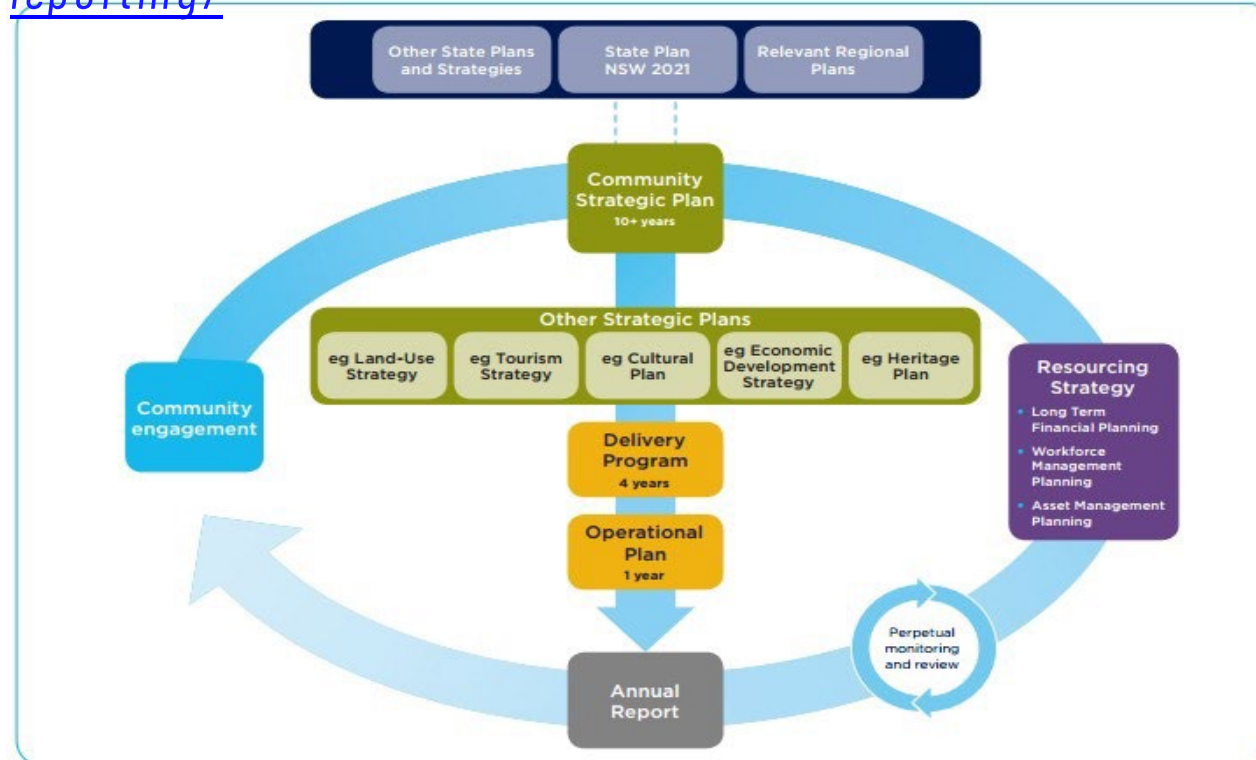 reporting/
Other State Plans
and Strategies
State Plan
NSW 2021
Relevant Regional
Plans
Community
Strategic Plan
10+ years
Other Strategic Plans
eg Land-Use
Strategy
eg Tourism
Strategy
eg Cultural
Plan
eg Economic
Development
Strategy
eg Heritage
Plan
Community
engagement
Resourcing
Strategy
• Long Term
Financial Planning
• Workforce
Management
Planning
• Asset Management
Planning
Delivery
Program
4 years
Operational
Plan
1 year
Perpetual
monitoring
and review
Annual
Report